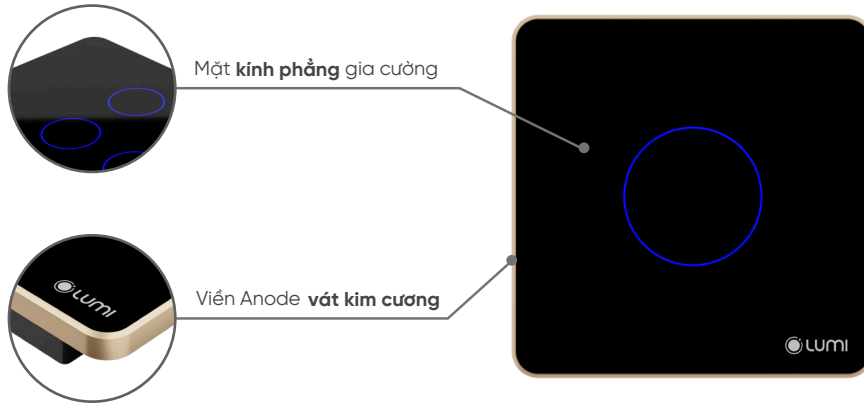 Mặt kính phẳng gia cường
LUMI
Viền Anode vát kim cương
LUMI